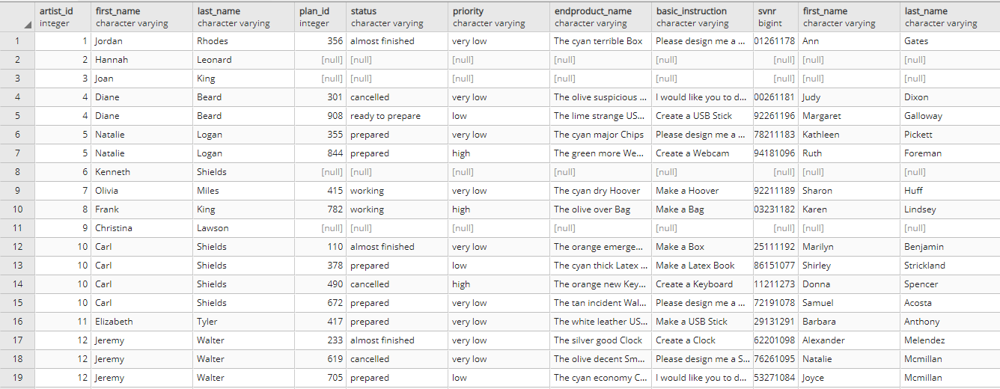 artist_id first_name last_name plan_id status priority endproduct_name basic_instruction svnr first_name last_name
integer character varying character varying integer character varying character varying character varying character varying bigint character varying character varying
1 1 Jordan Rhodes 356 almost finished very low The cyan terrible Box Please design me a ... 01261178 Ann Gates
2 2 Hannah Leonard [null] [null] [null] [null] [null] [null] [null] [null]
3 3 Joan King [null] [null] [null] [null] [null] [null] [null] [null]
4 4 Diane Beard 301 cancelled very low The olive suspicious ... I would like you to d... 00261181 Judy Dixon
5 4 Diane Beard 908 ready to prepare low The lime strange US... Create a USB Stick 92261196 Margaret Galloway
6 5 Natalie Logan 355 prepared very low The cyan major Chips Please design me a ... 78211183 Kathleen Pickett
7 5 Natalie Logan 844 prepared high The green more We... Create a Webcam 94181096 Ruth Foreman
8 6 Kenneth Shields [null] [null] [null] [null] [null] [null] [null] [null]
9 7 Olivia Miles 415 working very low The cyan dry Hoover Make a Hoover 92211189 Sharon Huff
10 8 Frank King 782 working high The olive over Bag Make a Bag 03231182 Karen Lindsey
11 9 Christina Lawson [null] [null] [null] [null] [null] [null] [null] [null]
12 10 Carl Shields 110 almost finished very low The orange emerge... Make a Box 25111192 Marilyn Benjamin
13 10 Carl Shields 378 prepared low The cyan thick Latex ... Make a Latex Book 86151077 Shirley Strickland
14 10 Carl Shields 490 cancelled high The orange new Key... Create a Keyboard 11211273 Donna Spencer
15 10 Carl Shields 672 prepared very low The tan incident Wal... Please design me a ... 72191078 Samuel Acosta
16 11 Elizabeth Tyler 417 prepared very low The white leather US... Make a USB Stick 29131291 Barbara Anthony
17 12 Jeremy Walter 233 almost finished very low The silver good Clock Create a Clock 62201098 Alexander Melendez
18 12 Jeremy Walter 619 cancelled very low The olive decent Sm... Please design me a S... 76261095 Natalie Mcmillan
19 12 Jeremy Walter 705 prepared low The cyan economy C... I would like you to d... 53271084 Joyce Mcmillan